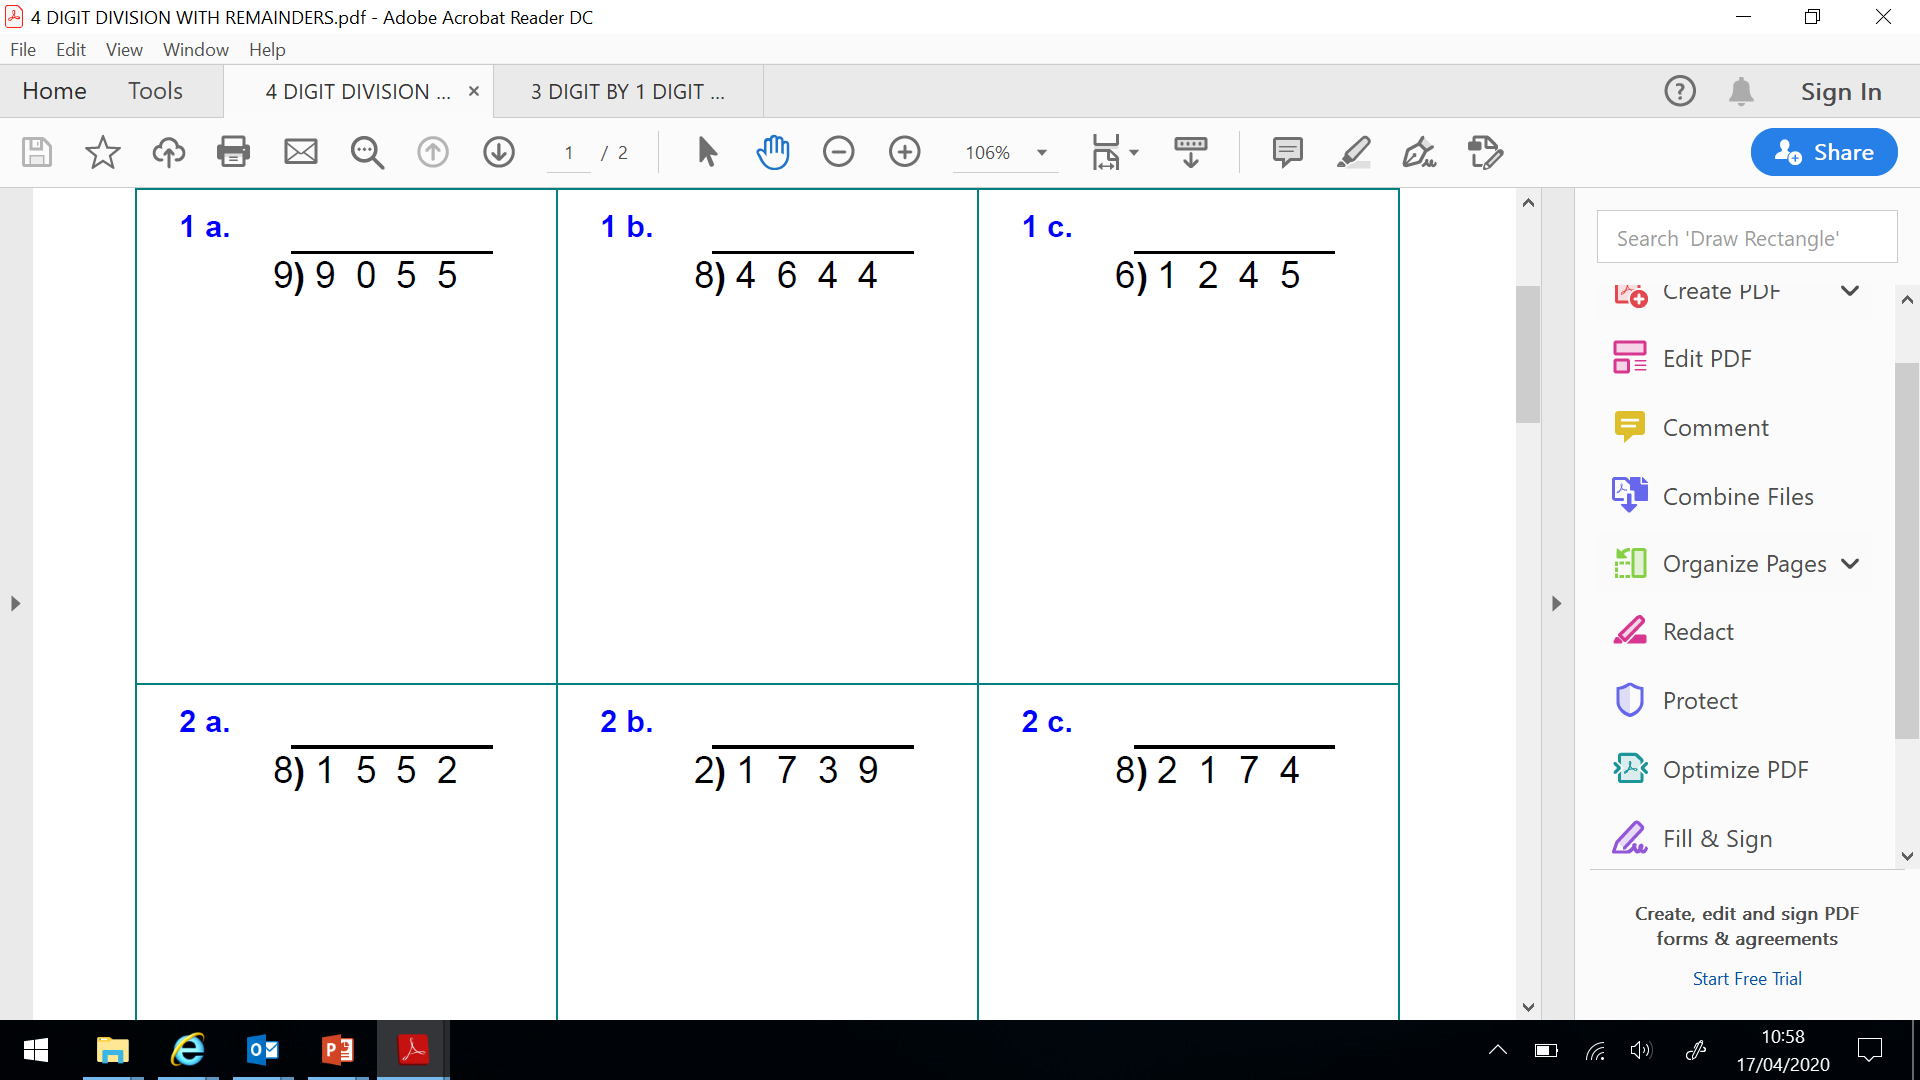 4 DIGIT DIVISION WITH REMAINDERS.pdf - Adobe Acrobat Reader DC
File Edit View Window Help
Home Tools 4 DIGIT DIVISION ... × 3 DIGIT BY 1 DIGIT ... Sign In
1 / 2 106% Share
1 a. 1 b. 1 c.
9) 9 0 5 5 8) 4 6 4 4 6) 1 2 4 5
2 a. 2 b. 2 c.
8) 1 5 5 2 2) 1 7 3 9 8) 2 1 7 4
Search 'Draw Rectangle'
Create PDF
Edit PDF
Comment
Combine Files
Organize Pages
Redact
Protect
Optimize PDF
Fill & Sign
Create, edit and sign PDF
forms & agreements
Start Free Trial
10:58
17/04/2020